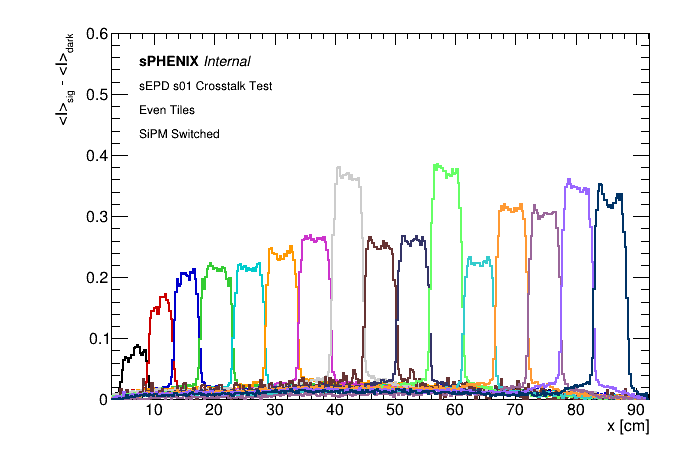 0.6
0.5
0.4
0.3
0.2
0.1
0
<I>sig - <I>dark
sPHENIX Internal
sEPD s01 Crosstalk Test
Even Tiles
SiPM Switched
10 20 30 40 50 60 70 80 90
x [cm]